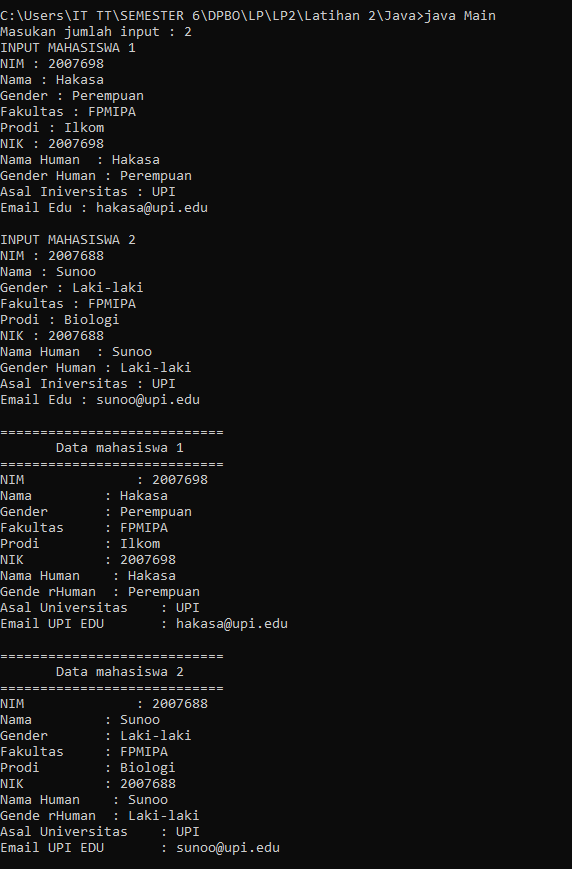 C:\Users\IT TT\SEMESTER 6\DPBO\LP\LP2\Latihan 2\Java>java Main
Masukan jumlah input : 2
INPUT MAHASISWA 1
NIM : 2007698
Nama : Hakasa
Gender : Perempuan
Fakultas : FPMIPA
Prodi : Ilkom
NIK : 2007698
Nama Human  : Hakasa
Gender Human : Perempuan
Asal Iniversitas : UPI
Email Edu : hakasa@upi.edu

INPUT MAHASISWA 2
NIM : 2007688
Nama : Sunoo
Gender : Laki-laki
Fakultas : FPMIPA
Prodi : Biologi
NIK : 2007688
Nama Human  : Sunoo
Gender Human : Laki-laki
Asal Iniversitas : UPI
Email Edu : sunoo@upi.edu

============================
       Data mahasiswa 1
============================
NIM              : 2007698
Nama         : Hakasa
Gender       : Perempuan
Fakultas     : FPMIPA
Prodi        : Ilkom
NIK          : 2007698
Nama Human    : Hakasa
Gende rHuman  : Perempuan
Asal Universitas    : UPI
Email UPI EDU       : hakasa@upi.edu

============================
       Data mahasiswa 2
============================
NIM              : 2007688
Nama         : Sunoo
Gender       : Laki-laki
Fakultas     : FPMIPA
Prodi        : Biologi
NIK          : 2007688
Nama Human    : Sunoo
Gende rHuman  : Laki-laki
Asal Universitas    : UPI
Email UPI EDU       : sunoo@upi.edu